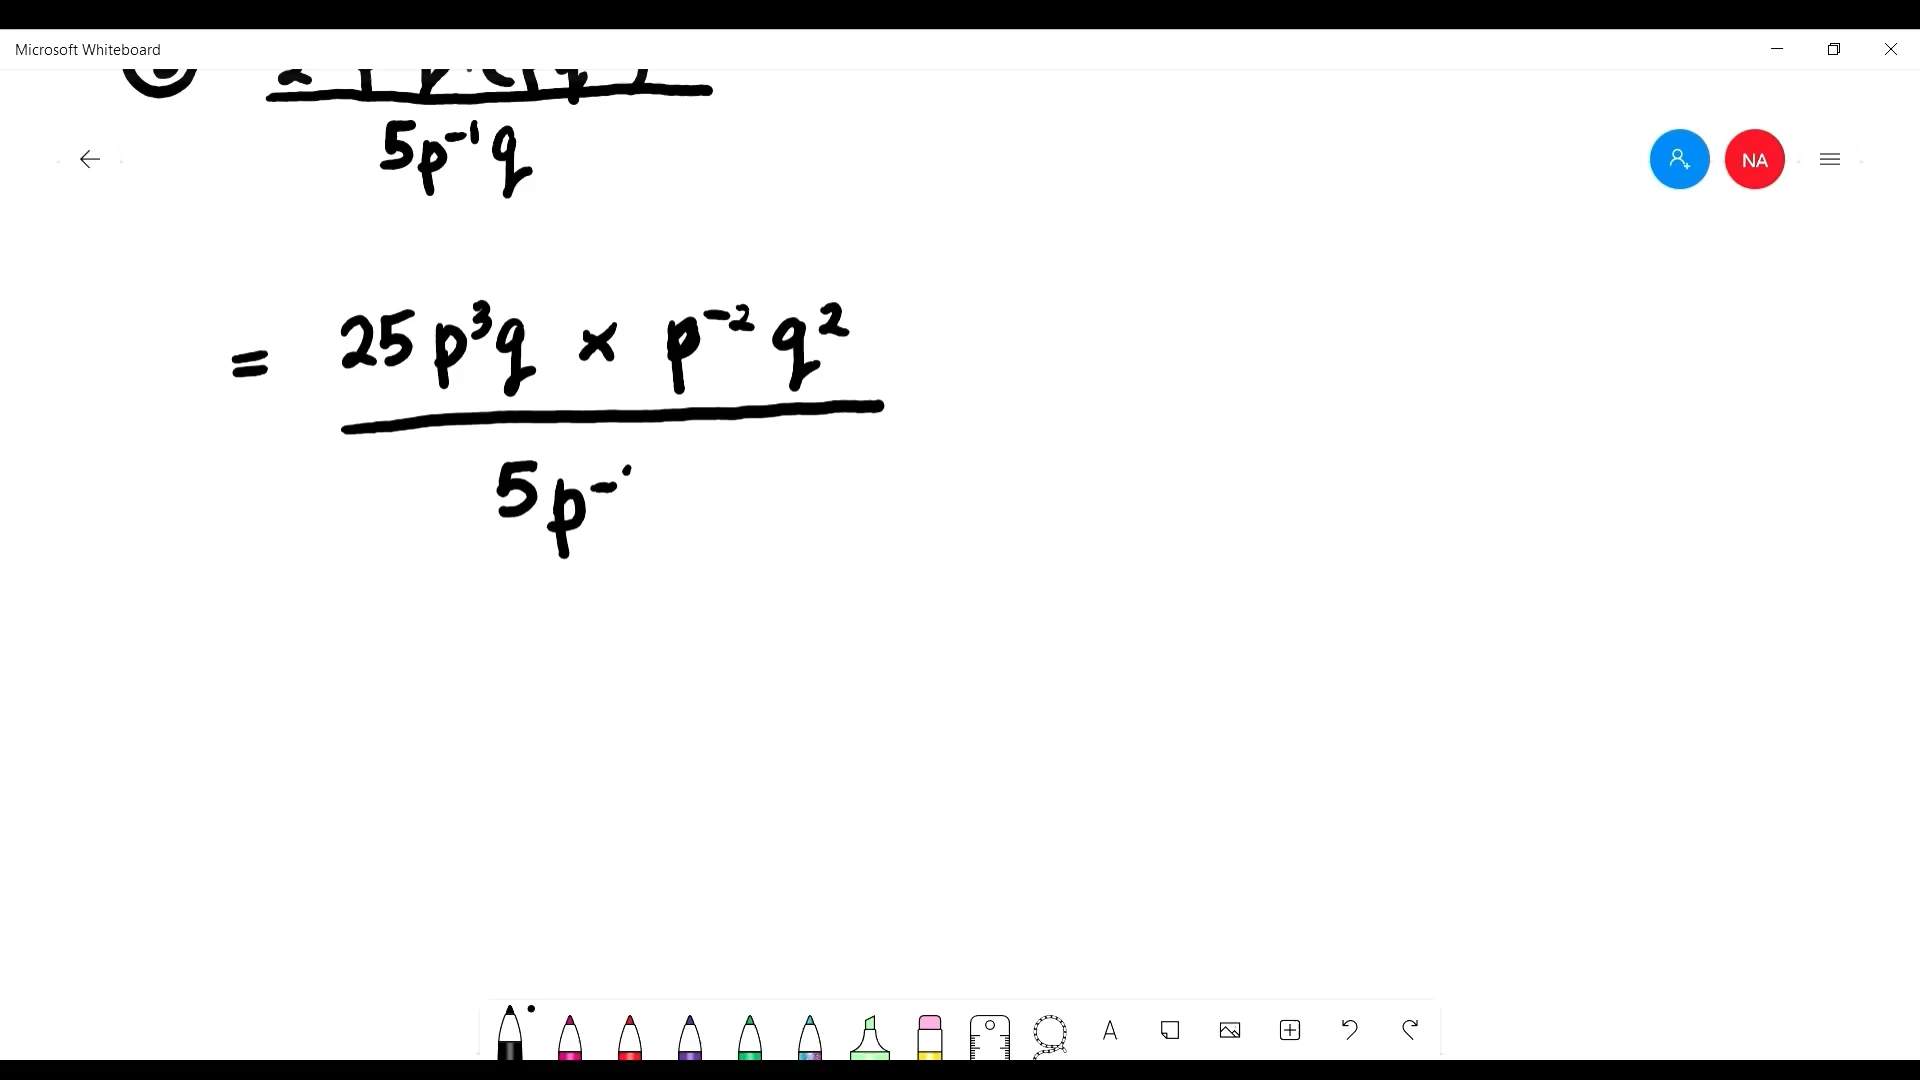 Microsoft Whiteboard
5p⁻¹q
NA
= 25p³q × p⁻²q²
5p⁻
A